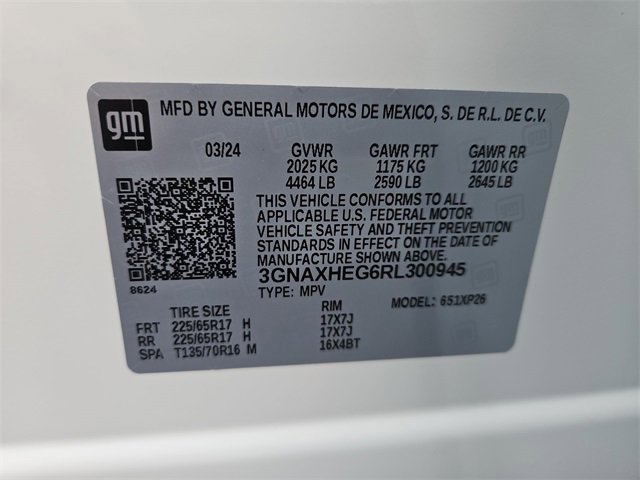 gm
MFD BY GENERAL MOTORS DE MEXICO, S. DE R.L. DE C.V.
03/24 GVWR GAWR FRT GAWR RR
2025 KG 1175 KG 1200 KG
4464 LB 2590 LB 2645 LB
THIS VEHICLE CONFORMS TO ALL
APPLICABLE U.S. FEDERAL MOTOR
VEHICLE SAFETY AND THEFT PREVENTION
STANDARDS IN EFFECT ON THE DATE OF
MANUFACTURE SHOWN ABOVE.
3GNAXHEG6RL300945
8624
TYPE: MPV MODEL: 651XP26
TIRE SIZE RIM
FRT 225/65R17 H 17X7J
RR 225/65R17 H 17X7J
SPA T135/70R16 M 16X4BT